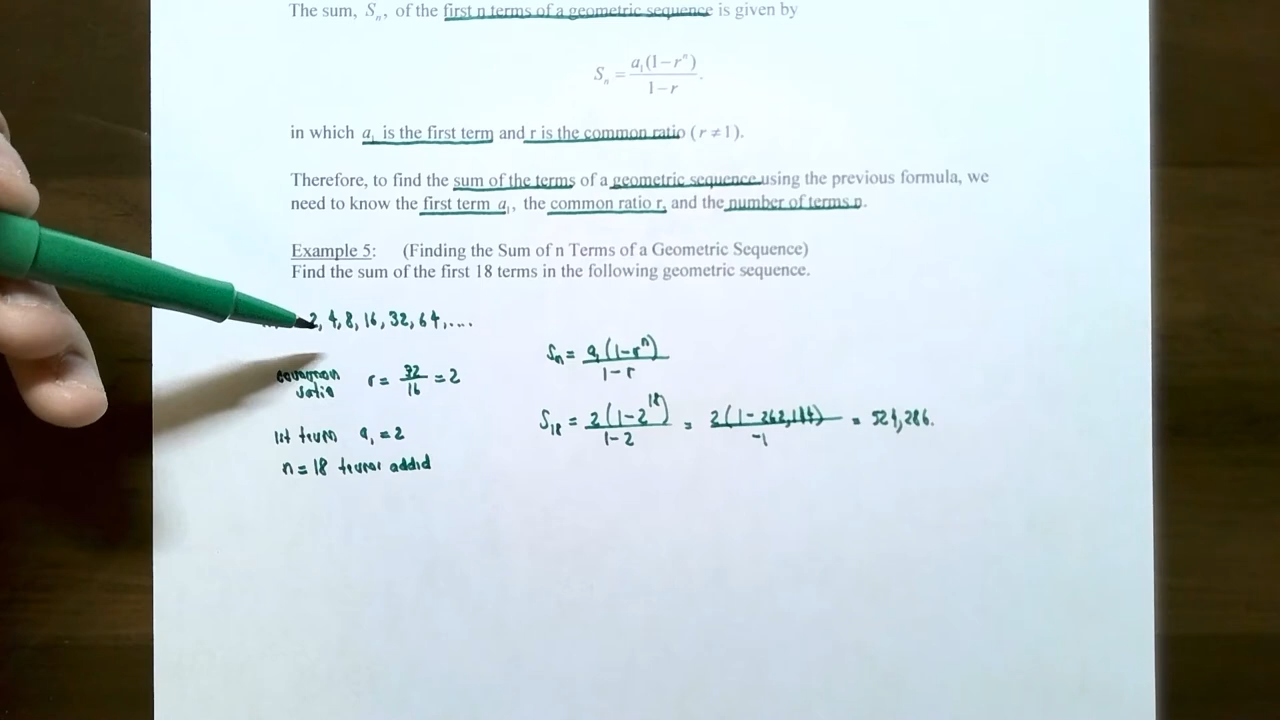 The sum, Sₙ, of the first n terms of a geometric sequence is given by
Sₙ = a₁(1−rⁿ) / 1−r.
in which a₁ is the first term and r is the common ratio (r ≠ 1).
Therefore, to find the sum of the terms of a geometric sequence using the previous formula, we
need to know the first term a₁, the common ratio r, and the number of terms n.
Example 5: (Finding the Sum of n Terms of a Geometric Sequence)
Find the sum of the first 18 terms in the following geometric sequence.
2, 4, 8, 16, 32, 64, ....
common ratio r = 32/16 = 2
1st term a₁ = 2
n = 18 terms added
Sₙ = a₁(1−rⁿ) / 1−r
S₁₈ = 2(1−2¹⁸) / 1−2 = 2(1−262,144) / −1 = 524,286.